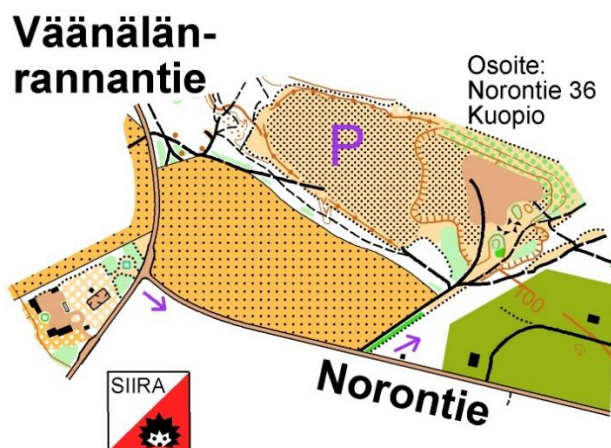 Väänälän-
rannantie
Osoite:
Norontie 36
Kuopio
P
100
SIIRA
Norontie